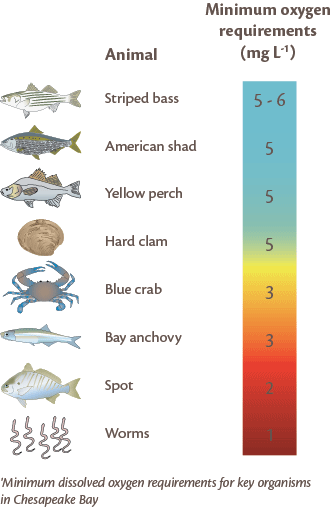 Minimum oxygen
requirements
Animal (mg L-1)
Striped bass 5 - 6
American shad 5
Yellow perch 5
Hard clam 5
Blue crab 3
Bay anchovy 3
Spot 2
Worms 1
'Minimum dissolved oxygen requirements for key organisms
in Chesapeake Bay